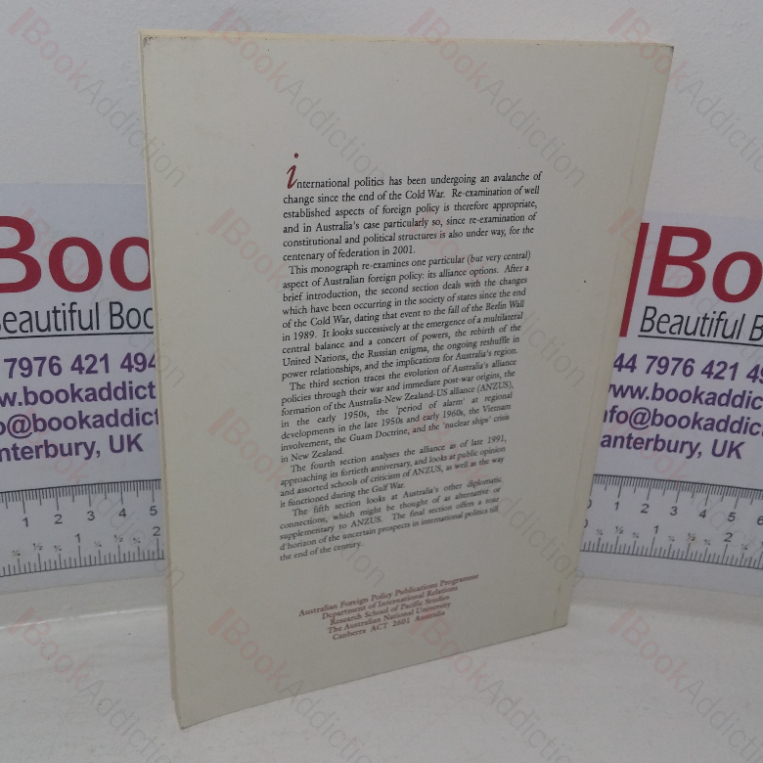 International politics has been undergoing an avalanche of
change since the end of the Cold War. Re-examination of well
established aspects of foreign policy is therefore appropriate,
and in Australia's case particularly so, since re-examination of
constitutional and political structures is also under way, for the
centenary of federation in 2001.
This monograph re-examines one particular (but very central)
aspect of Australian foreign policy: its alliance options. After a
brief introduction, the second section deals with the changes
which have been occurring in the society of states since the end
of the Cold War, dating that event to the fall of the Berlin Wall
in 1989. It looks successively at the emergence of a multilateral
central balance and a concert of powers, the rebirth of the
United Nations, the Russian enigma, the ongoing reshuffle in
power relationships, and the implications for Australia's region.
The third section traces the evolution of Australia's alliance
policies through their war and immediate post-war origins, the
formation of the Australia-New Zealand-US alliance (ANZUS),
in the early 1950s, the 'period of alarm' at regional
developments in the late 1950s and early 1960s, the Vietnam
involvement, the Guam Doctrine, and the 'nuclear ships' crisis
in New Zealand.
The fourth section analyses the alliance as of late 1991,
approaching its fortieth anniversary, and looks at public opinion
and assorted schools of criticism of ANZUS, as well as the way
it functioned during the Gulf War.
The fifth section looks at Australia's other diplomatic
connections, which might be thought of as alternative or
supplementary to ANZUS. The final section offers a tour
d'horizon of the uncertain prospects in international politics till
the end of the century.
Australian Foreign Policy Publications Programme
Department of International Relations
Research School of Pacific Studies
The Australian National University
Canberra ACT 2601 Australia
Boo
Beautiful Boo
7976 421 494
w.bookaddict
o@bookaddict
anterbury, UK
1 2 3 4 5
Bo
Beautiful B
44 7976 421 49
www.bookaddi
nfo@bookaddi
anterbury, UK
1 2 3 4 5 6
BookAddiction